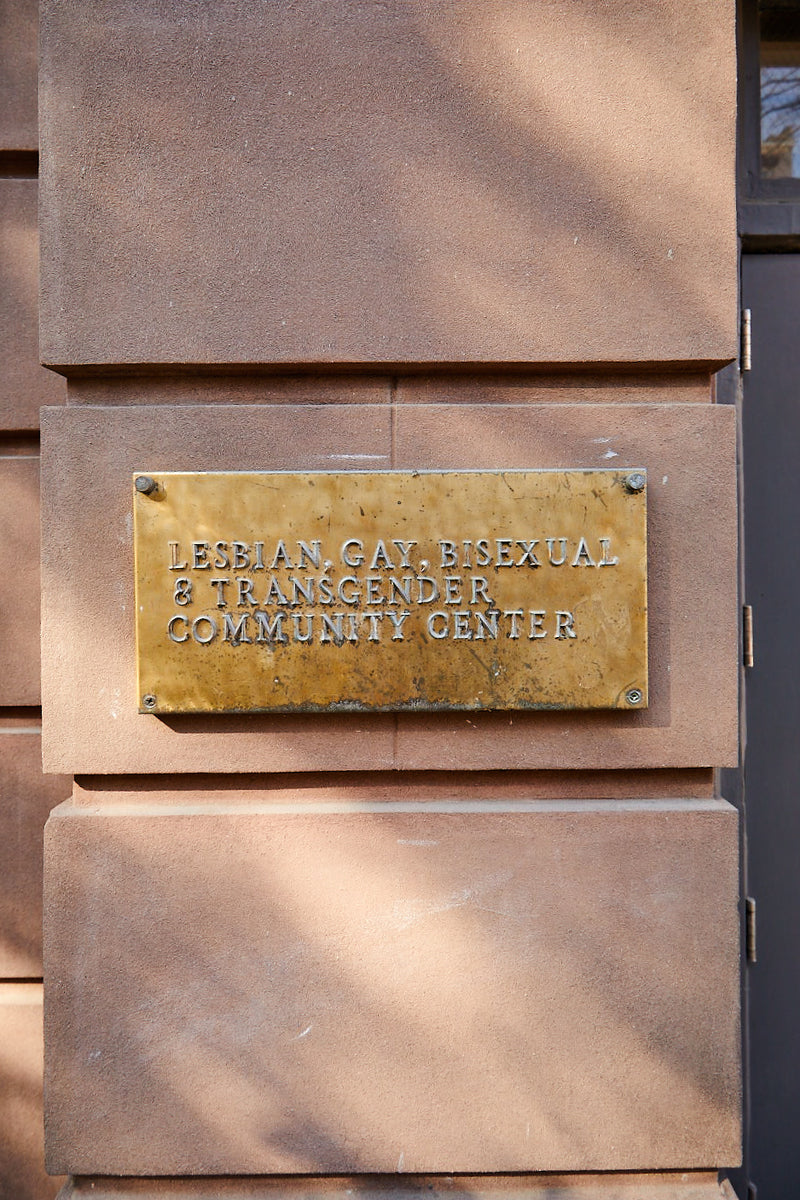 LESBIAN, GAY, BISEXUAL
& TRANSGENDER
COMMUNITY CENTER